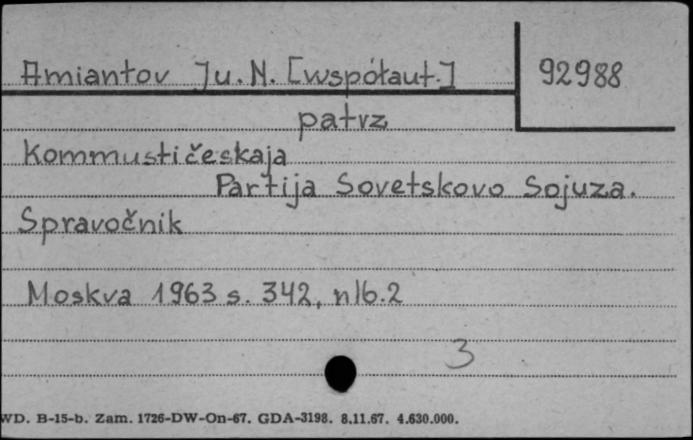 Amiantov Ju. N. [współaut.] 92988
patrz
Kommustičeskaja
Partija Sovetskovo Sojuza.
Spravočnik
Moskva 1963 s. 342, nlb.2
3
WD. B-15-b. Zam. 1726-DW-On-67. GDA-3198. 8.11.67. 4.630.000.